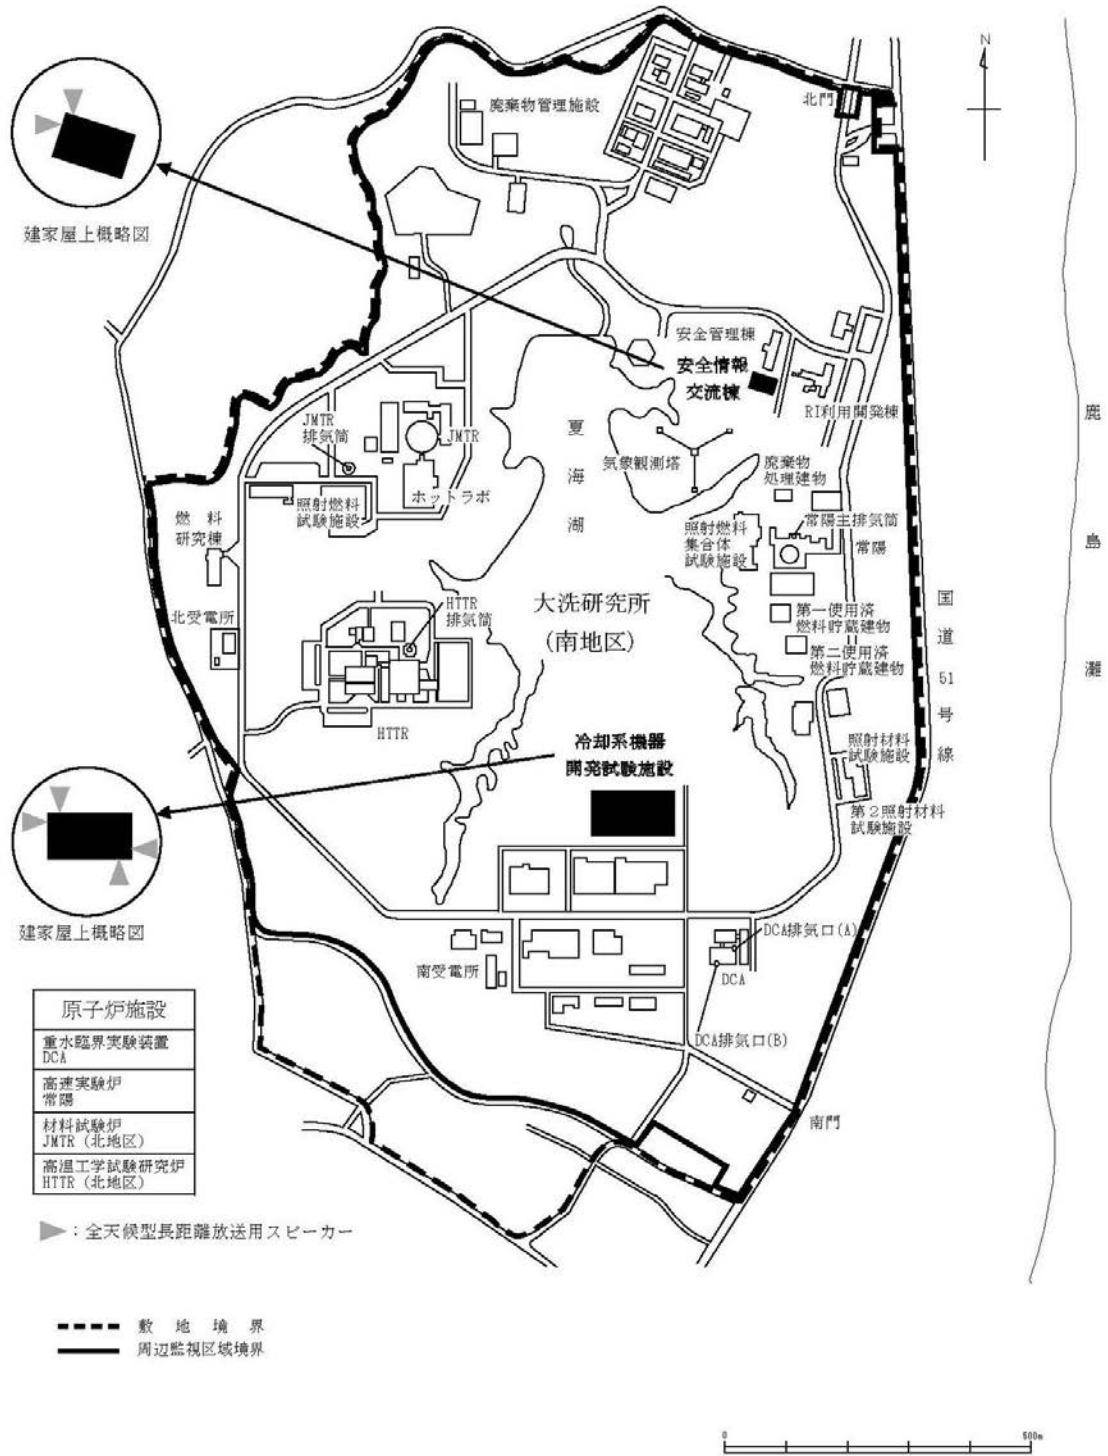 N
北門
廃棄物管理施設
建家屋上概略図
安全管理棟
安全情報
交流棟
RI利用開発棟
鹿島灘
JMTR
排気筒
JMTR
夏海湖
気象観測塔
廃棄物
処理建物
ホットラボ
照射燃料
試験施設
燃料
研究棟
照射燃料
集合体
試験施設
常陽主排気筒
常陽
大洗研究所
(南地区)
HTTR
排気筒
国道51号線
北受電所
第一使用済
燃料貯蔵建物
第二使用済
燃料貯蔵建物
HTTR
冷却系機器
開発試験施設
照射材料
試験施設
第2照射材料
試験施設
建家屋上概略図
DCA排気口(A)
南受電所
DCA
DCA排気口(B)
南門
原子炉施設
重水臨界実験装置
DCA
高速実験炉
常陽
材料試験炉
JMTR (北地区)
高温工学試験研究炉
HTTR (北地区)
:全天候型長距離放送用スピーカー
敷地境界
周辺監視区域境界
0 500m